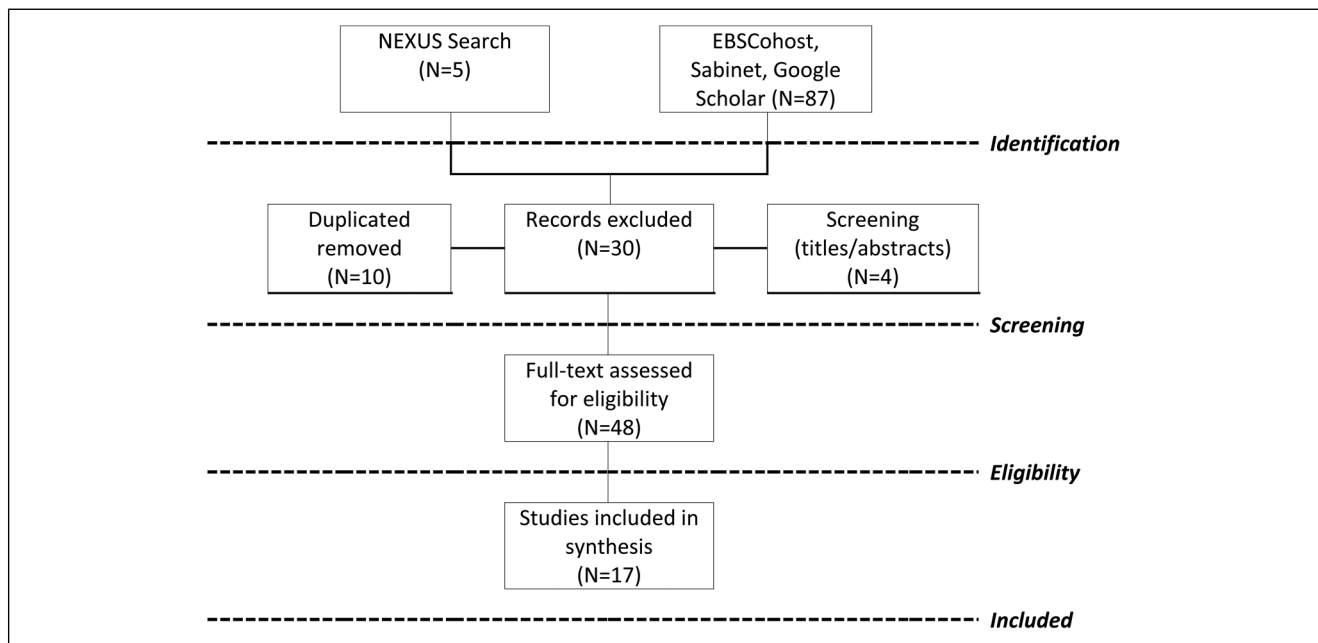 NEXUS Search
(N=5)
EBSCohost,
Sabinet, Google
Scholar (N=87)
Identification
Duplicated
removed
(N=10)
Records excluded
(N=30)
Screening
(titles/abstracts)
(N=4)
Screening
Full-text assessed
for eligibility
(N=48)
Eligibility
Studies included in
synthesis
(N=17)
Included